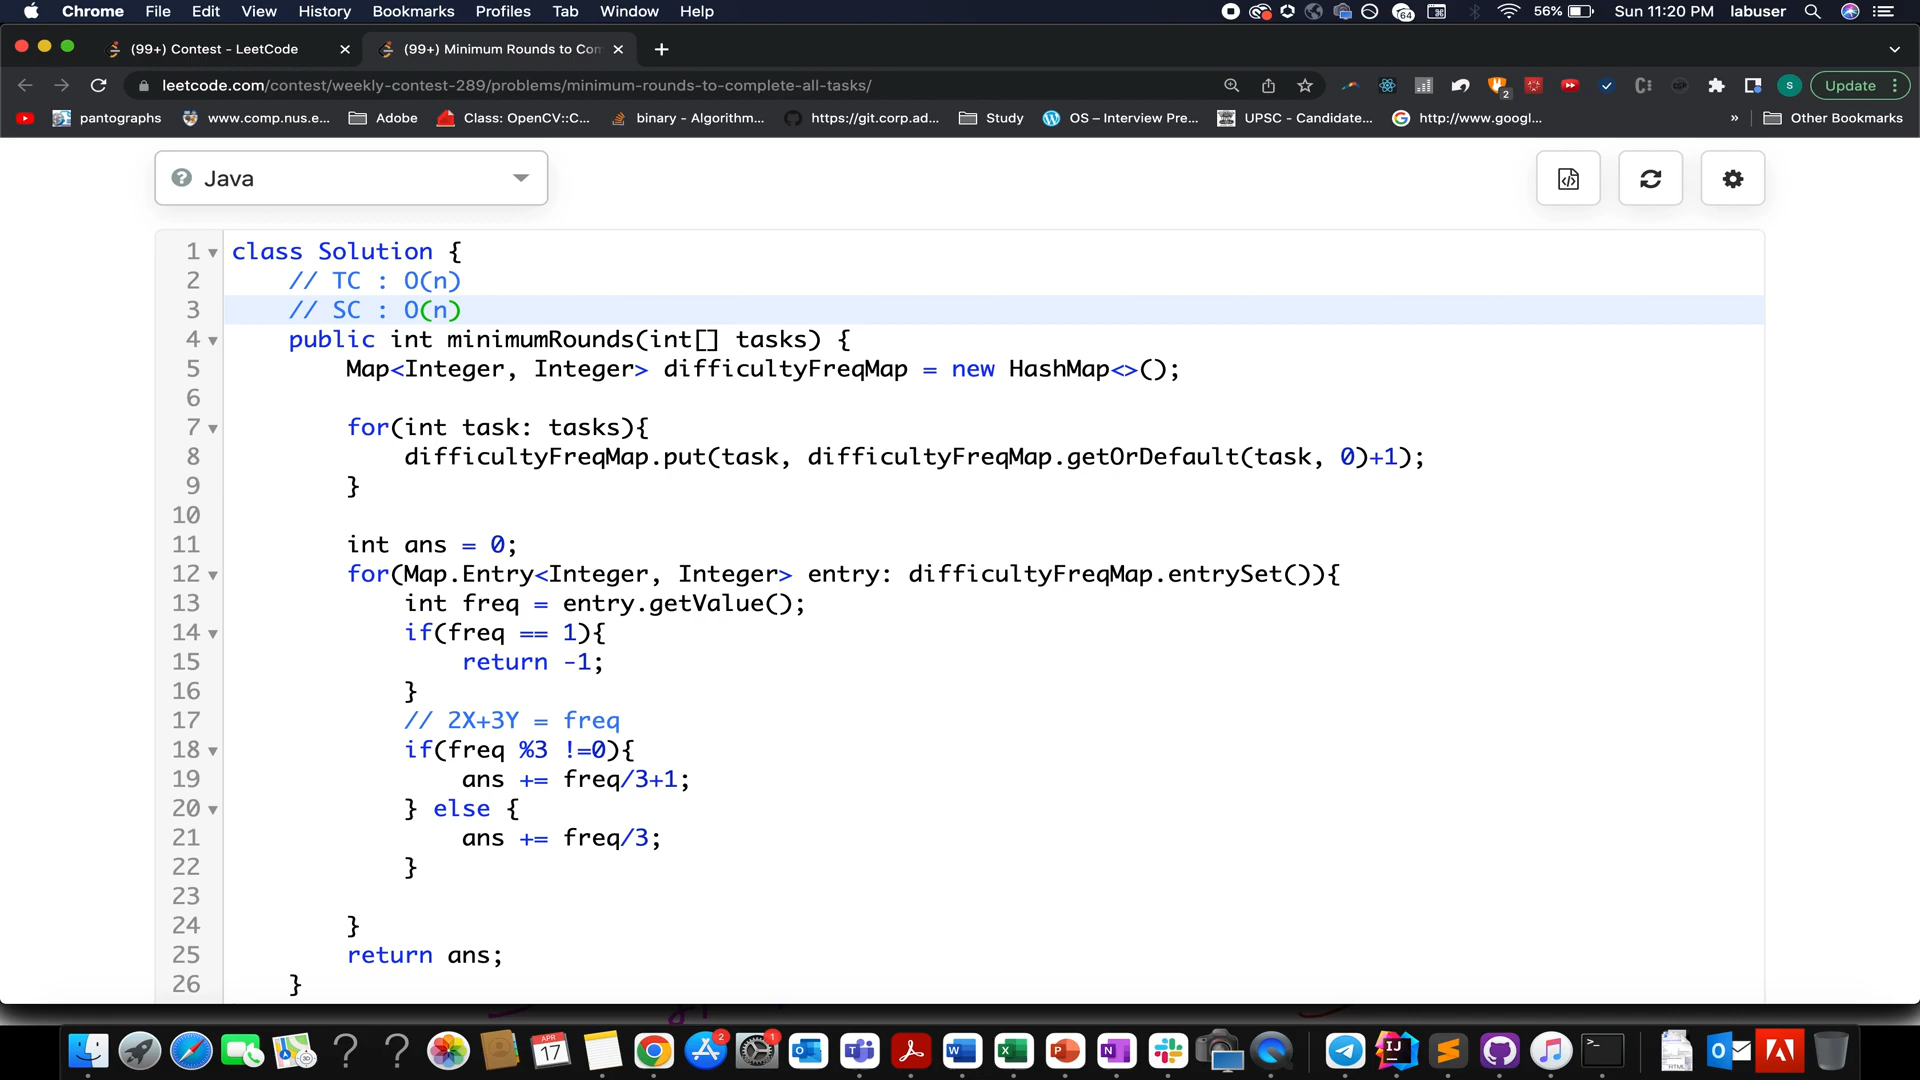 Chrome File Edit View History Bookmarks Profiles Tab Window Help 64 56% Sun 11:20 PM labuser
(99+) Contest - LeetCode (99+) Minimum Rounds to Com
leetcode.com/contest/weekly-contest-289/problems/minimum-rounds-to-complete-all-tasks/ 2 S Update
pantographs www.comp.nus.e... Adobe Class: OpenCV::C... binary - Algorithm... https://git.corp.ad... Study OS – Interview Pre... UPSC - Candidate... http://www.googl... » Other Bookmarks
Java
1 class Solution {
2 // TC : O(n)
3 // SC : O(n)
4 public int minimumRounds(int[] tasks) {
5 Map<Integer, Integer> difficultyFreqMap = new HashMap<>();
6
7 for(int task: tasks){
8 difficultyFreqMap.put(task, difficultyFreqMap.getOrDefault(task, 0)+1);
9 }
10
11 int ans = 0;
12 for(Map.Entry<Integer, Integer> entry: difficultyFreqMap.entrySet()){
13 int freq = entry.getValue();
14 if(freq == 1){
15 return -1;
16 }
17 // 2X+3Y = freq
18 if(freq %3 !=0){
19 ans += freq/3+1;
20 } else {
21 ans += freq/3;
22 }
23
24 }
25 return ans;
26 }
APR 17 2 1